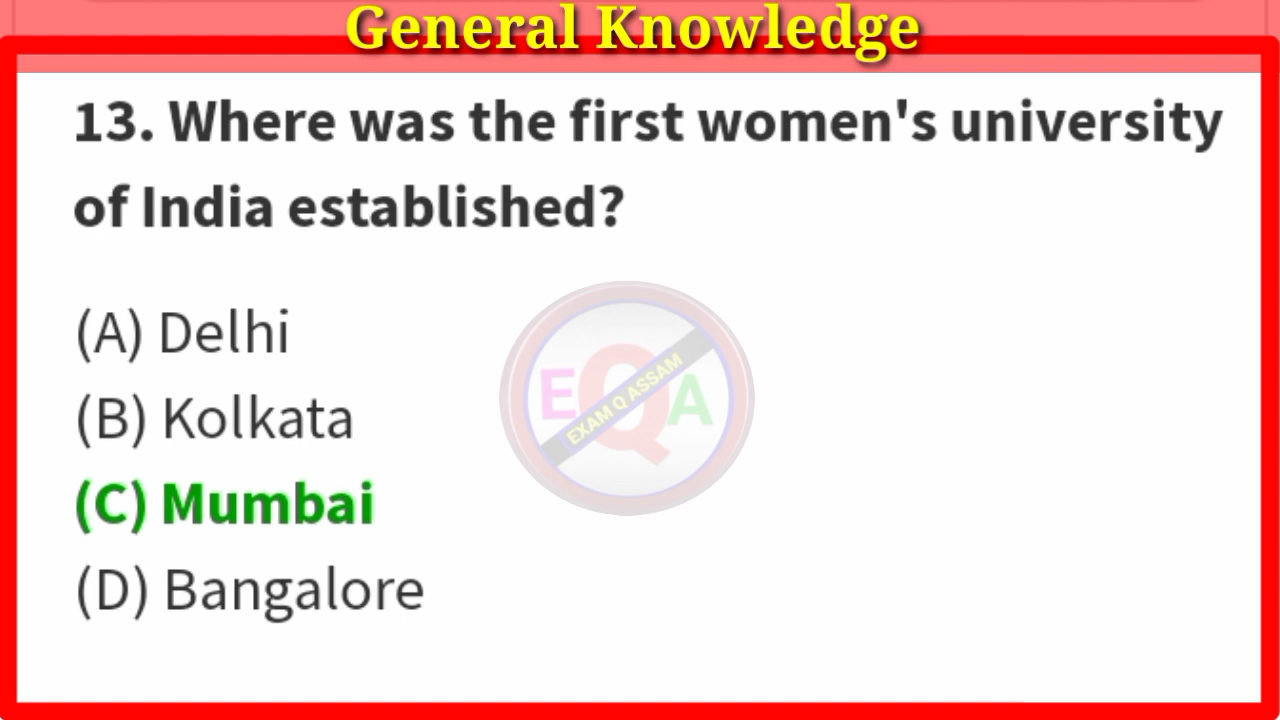 General Knowledge
13. Where was the first women's university
of India established?
(A) Delhi
(B) Kolkata
(C) Mumbai
(D) Bangalore
EQA
EXAM Q ASSAM